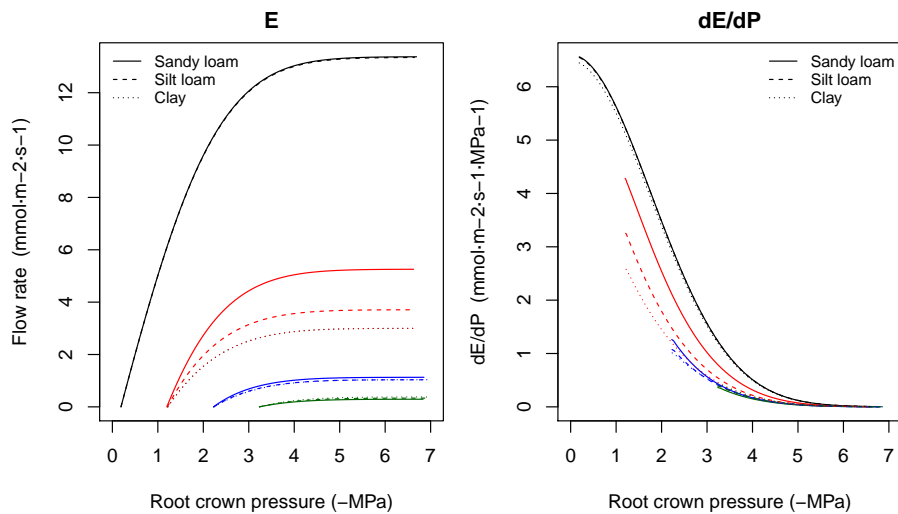 E
Flow rate  (mmol·m−2·s−1)
0
2
4
6
8
10
12
Sandy loam
Silt loam
Clay
0 1 2 3 4 5 6 7
Root crown pressure (−MPa)
dE/dP
dE/dP  (mmol·m−2·s−1·MPa−1)
0
1
2
3
4
5
6
Sandy loam
Silt loam
Clay
0 1 2 3 4 5 6 7
Root crown pressure (−MPa)